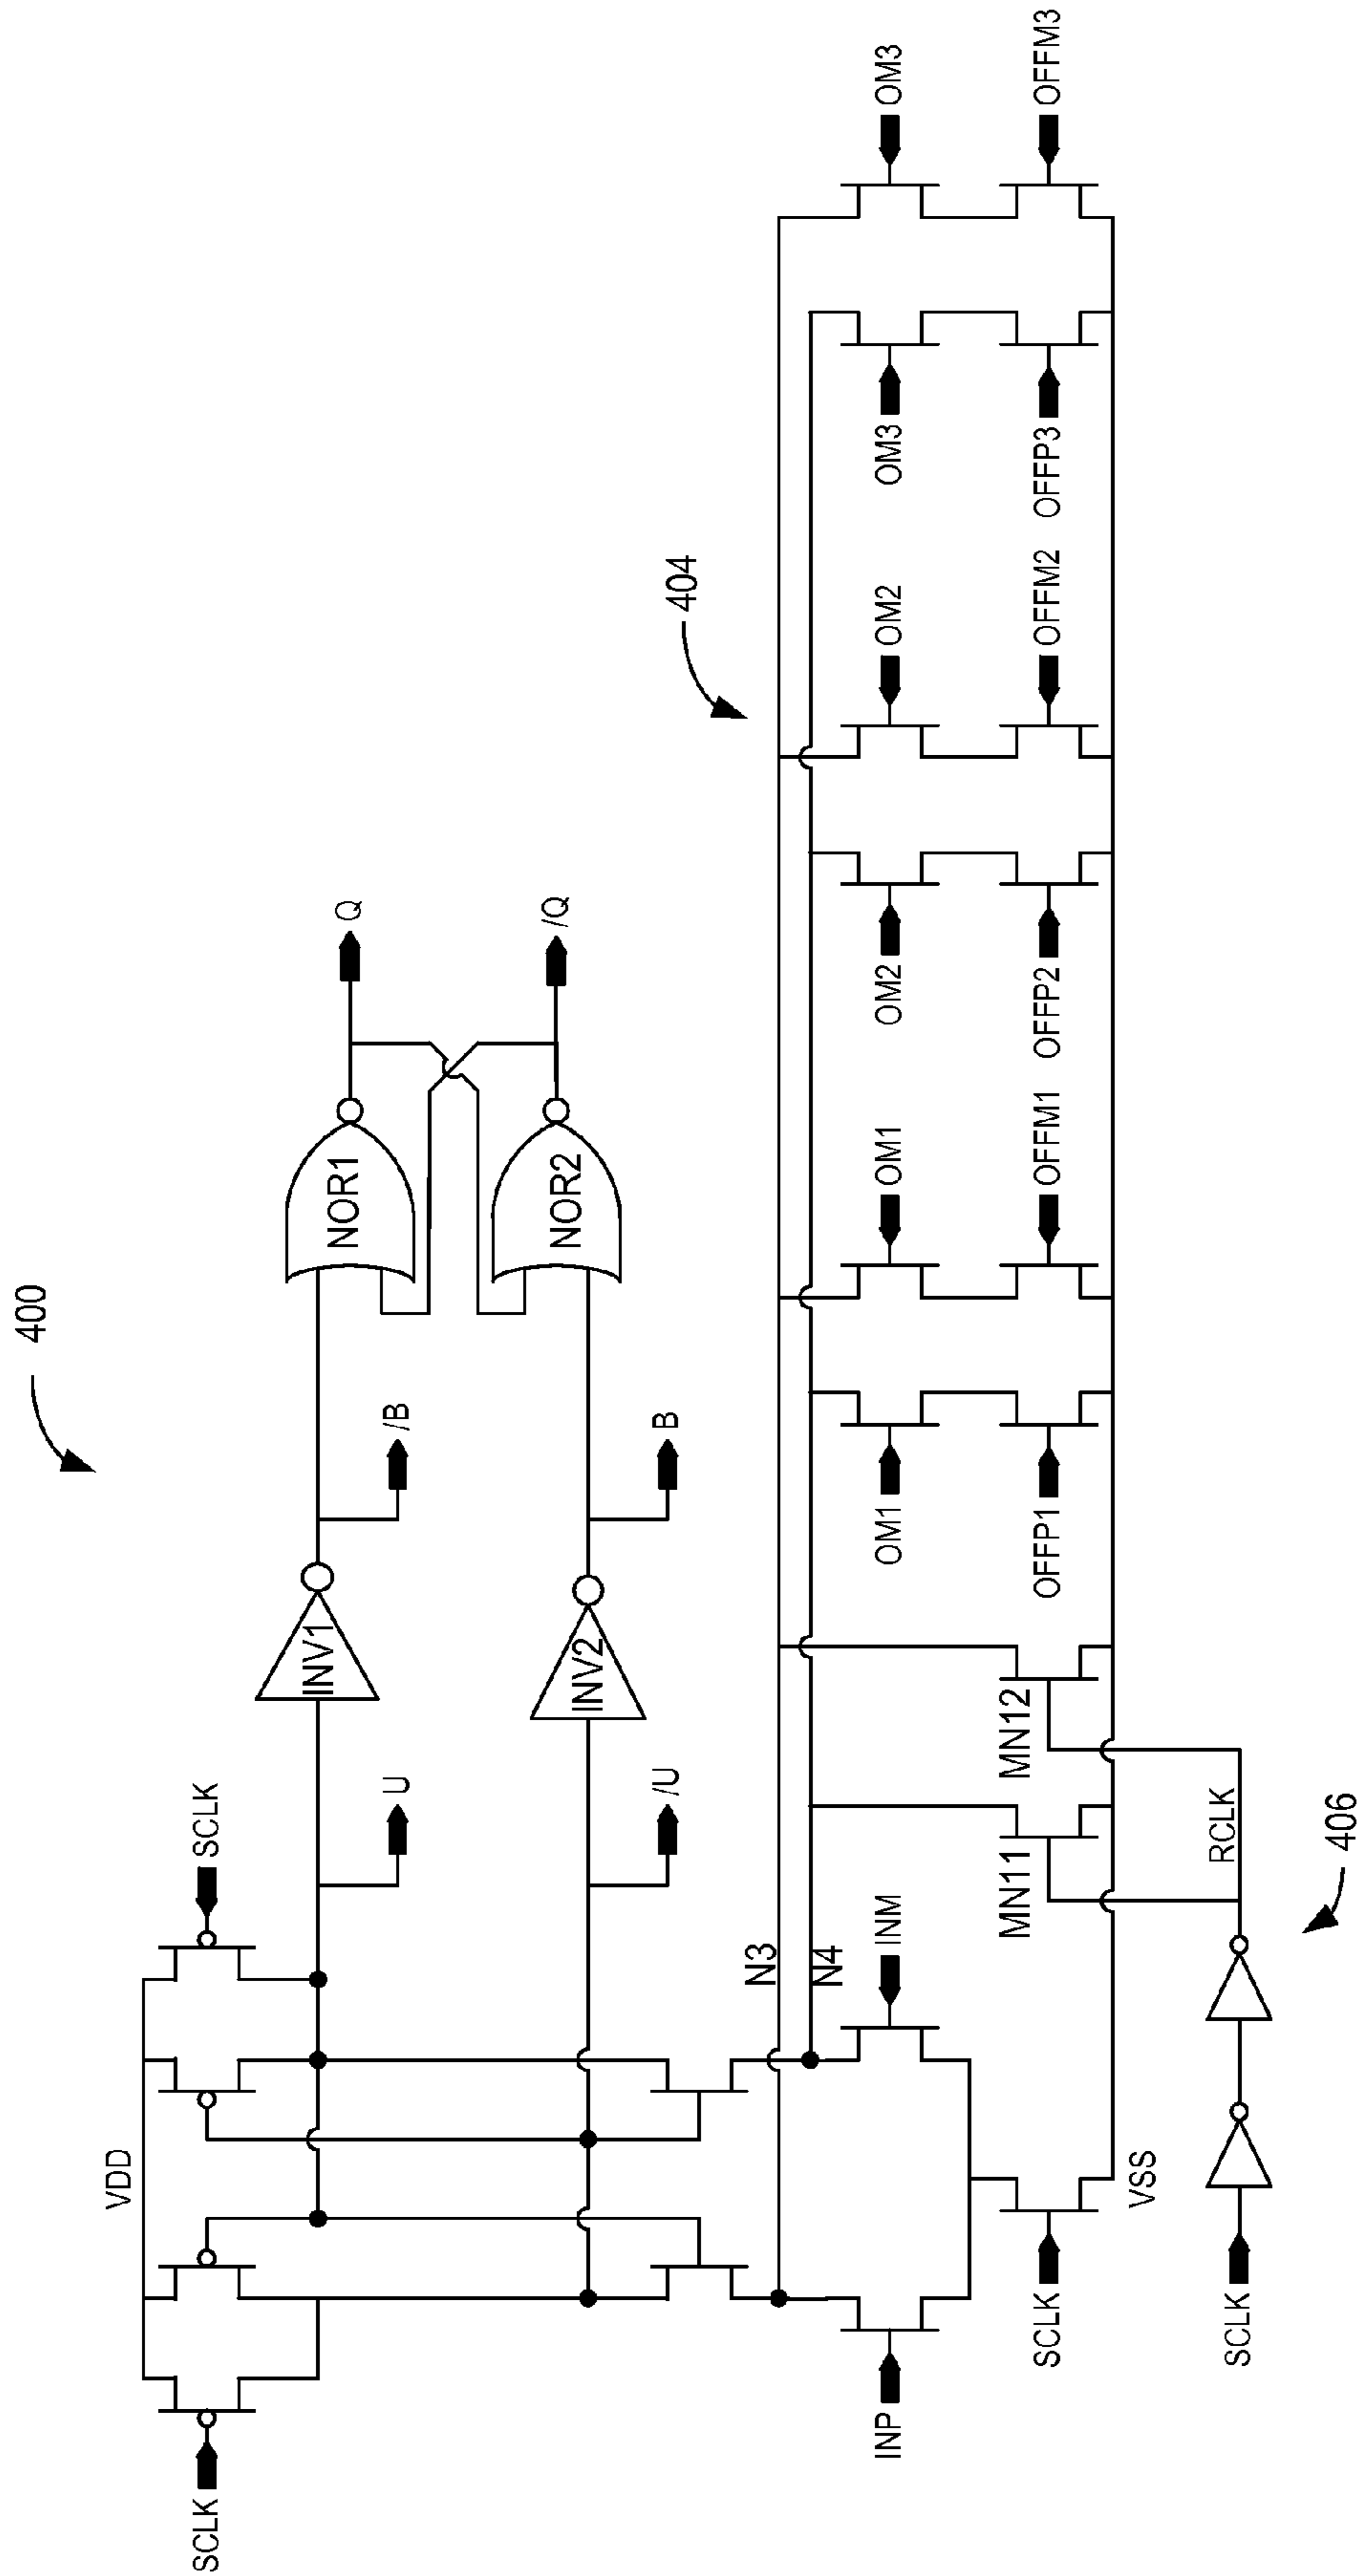 400
VDD
SCLK
SCLK
U
/U
INV1
INV2
/B
B
NOR1
NOR2
Q
/Q
404
N3
N4
INP
INM
OM1
OM1
OM2
OM2
OM3
OM3
SCLK
VSS
MN11
MN12
OFFP1
OFFM1
OFFP2
OFFM2
OFFP3
OFFM3
SCLK
RCLK
406